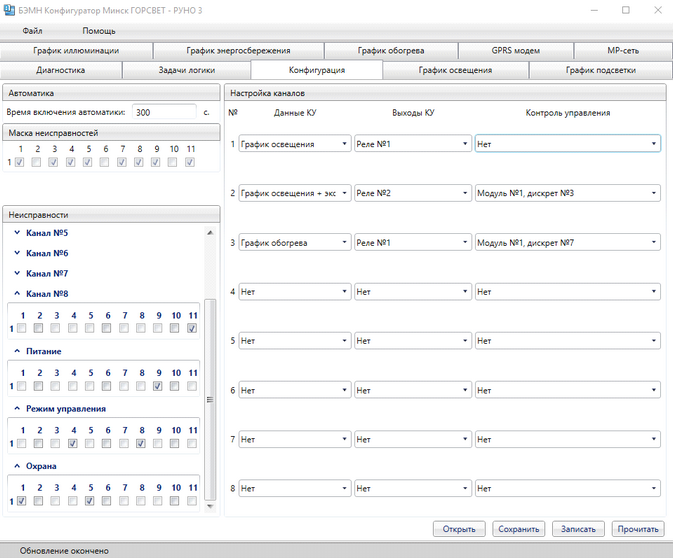 БЭМН Конфигуратор Минск ГОРСВЕТ - РУНО 3
Файл Помощь
График иллюминации График энергосбережения График обогрева GPRS модем МР-сеть
Диагностика Задачи логики Конфигурация График освещения График подсветки
Автоматика
Время включения автоматики: 300 с.
Маска неисправностей
1 2 3 4 5 6 7 8 9 10 11
1
Неисправности
Канал №5
Канал №6
Канал №7
Канал №8
1 2 3 4 5 6 7 8 9 10 11
1
Питание
1 2 3 4 5 6 7 8 9 10 11
1
Режим управления
1 2 3 4 5 6 7 8 9 10 11
1
Охрана
1 2 3 4 5 6 7 8 9 10 11
1
Настройка каналов
№ Данные КУ Выходы КУ Контроль управления
1 График освещения Реле №1 Нет
2 График освещения + экс Реле №2 Модуль №1, дискрет №3
3 График обогрева Реле №1 Модуль №1, дискрет №7
4 Нет Нет Нет
5 Нет Нет Нет
6 Нет Нет Нет
7 Нет Нет Нет
8 Нет Нет Нет
Открыть Сохранить Записать Прочитать
Обновление окончено